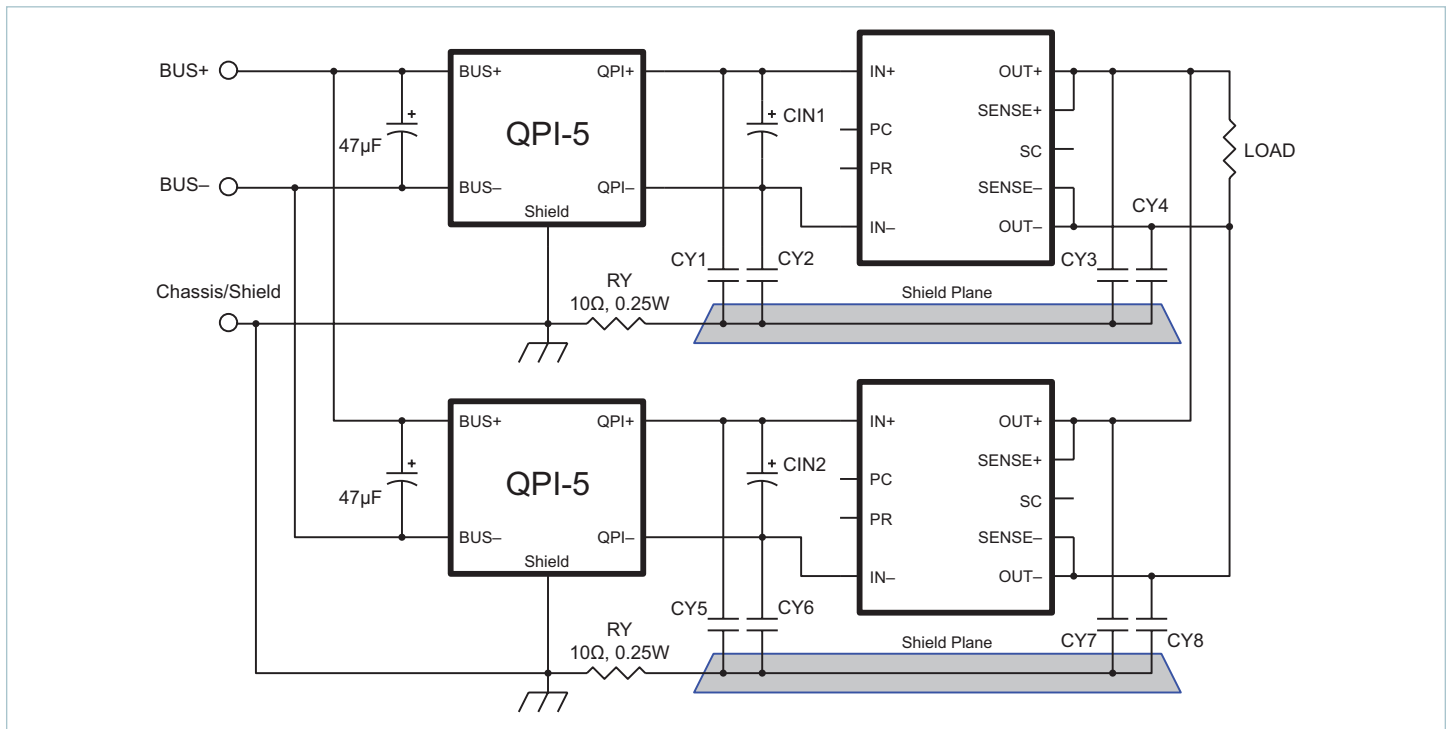 BUS+
BUS–
Chassis/Shield
47µF
+
BUS+
QPI+
QPI-5
BUS–
QPI–
Shield
RY
10Ω, 0.25W
CY1
CY2
+
CIN1
IN+
OUT+
SENSE+
PC
SC
PR
SENSE–
IN–
OUT–
CY3
CY4
LOAD
Shield Plane
47µF
+
BUS+
QPI+
QPI-5
BUS–
QPI–
Shield
RY
10Ω, 0.25W
CY5
CY6
+
CIN2
IN+
OUT+
SENSE+
PC
SC
PR
SENSE–
IN–
OUT–
CY7
CY8
Shield Plane